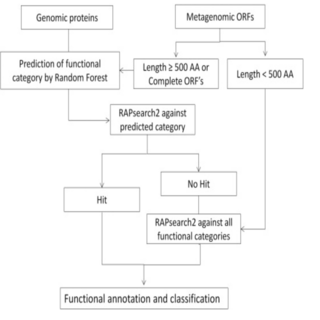 Genomic proteins
Metagenomic ORFs
Prediction of functional
category by Random Forest
Length ≥ 500 AA or
Complete ORF's
Length < 500 AA
RAPsearch2 against
predicted category
Hit
No Hit
RAPsearch2 against all
functional categories
Functional annotation and classification